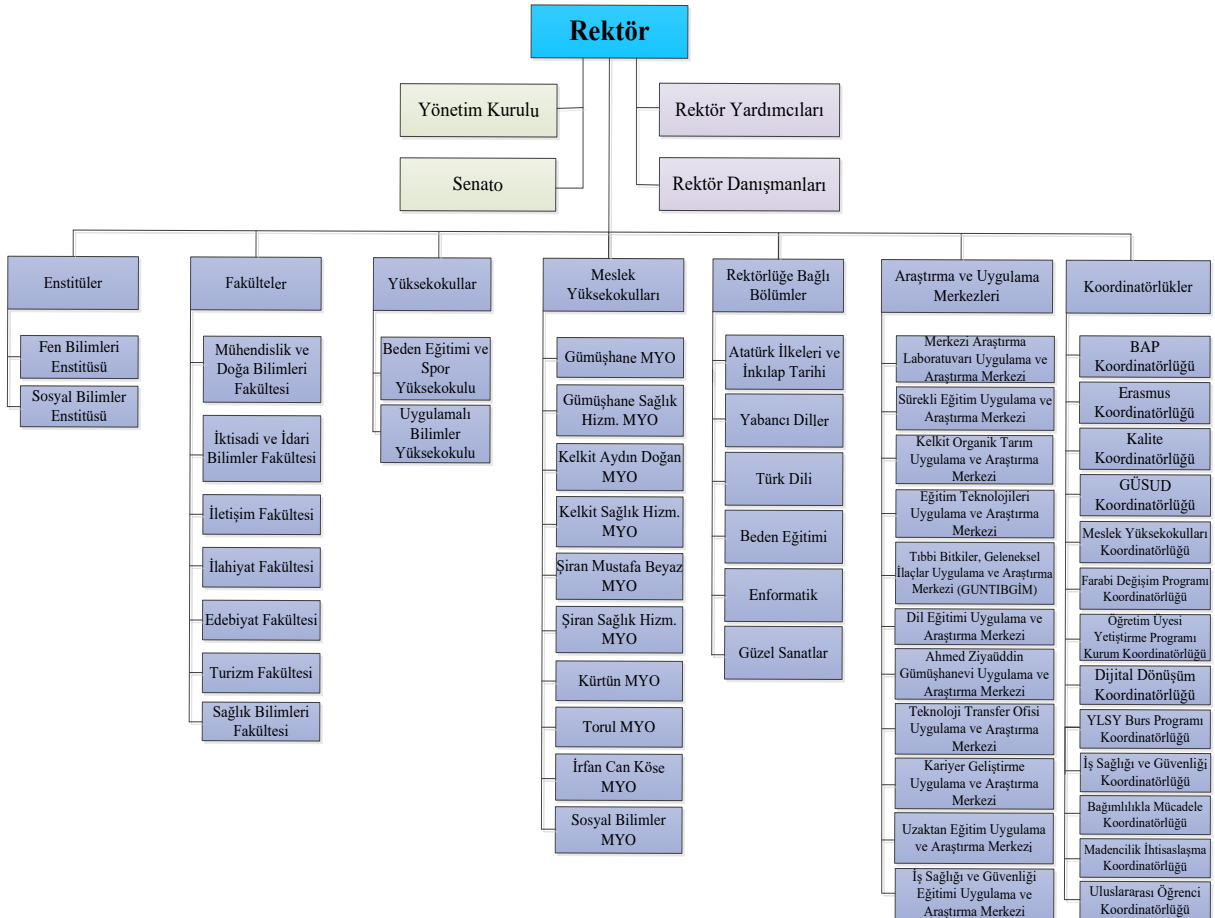 Rektör
Yönetim Kurulu
Rektör Yardımcıları
Senato
Rektör Danışmanları
Enstitüler
Fen Bilimleri
Enstitüsü
Sosyal Bilimler
Enstitüsü
Fakülteler
Mühendislik ve
Doğa Bilimleri
Fakültesi
İktisadi ve İdari
Bilimler Fakültesi
İletişim Fakültesi
İlahiyat Fakültesi
Edebiyat Fakültesi
Turizm Fakültesi
Sağlık Bilimleri
Fakültesi
Yüksekokullar
Beden Eğitimi ve
Spor
Yüksekokulu
Uygulamalı
Bilimler
Yüksekokulu
Meslek
Yüksekokulları
Gümüşhane MYO
Gümüşhane Sağlık
Hizm. MYO
Kelkit Aydın Doğan
MYO
Kelkit Sağlık Hizm.
MYO
Şiran Mustafa Beyaz
MYO
Şiran Sağlık Hizm.
MYO
Kürtün MYO
Torul MYO
İrfan Can Köse
MYO
Sosyal Bilimler
MYO
Rektörlüğe Bağlı
Bölümler
Atatürk İlkeleri ve
İnkılap Tarihi
Yabancı Diller
Türk Dili
Beden Eğitimi
Enformatik
Güzel Sanatlar
Araştırma ve Uygulama
Merkezleri
Merkezi Araştırma
Laboratuvarı Uygulama ve
Araştırma Merkezi
Sürekli Eğitim Uygulama ve
Araştırma Merkezi
Kelkit Organik Tarım
Uygulama ve Araştırma
Merkezi
Eğitim Teknolojileri
Uygulama ve Araştırma
Merkezi
Tıbbi Bitkiler, Geleneksel
İlaçlar Uygulama ve Araştırma
Merkezi (GUNTIBGİM)
Dil Eğitimi Uygulama ve
Araştırma Merkezi
Ahmed Ziyaüddin
Gümüşhanevi Uygulama ve
Araştırma Merkezi
Teknoloji Transfer Ofisi
Uygulama ve Araştırma
Merkezi
Kariyer Geliştirme
Uygulama ve Araştırma
Merkezi
Uzaktan Eğitim Uygulama
ve Araştırma Merkezi
İş Sağlığı ve Güvenliği
Eğitimi Uygulama ve
Araştırma Merkezi
Koordinatörlükler
BAP
Koordinatörlüğü
Erasmus
Koordinatörlüğü
Kalite
Koordinatörlüğü
GÜSUD
Koordinatörlüğü
Meslek Yüksekokulları
Koordinatörlüğü
Farabi Değişim Programı
Koordinatörlüğü
Öğretim Üyesi
Yetiştirme Programı
Kurum Koordinatörlüğü
Dijital Dönüşüm
Koordinatörlüğü
YLSY Burs Programı
Koordinatörlüğü
İş Sağlığı ve Güvenliği
Koordinatörlüğü
Bağımlılıkla Mücadele
Koordinatörlüğü
Madencilik İhtisaslaşma
Koordinatörlüğü
Uluslararası Öğrenci
Koordinatörlüğü